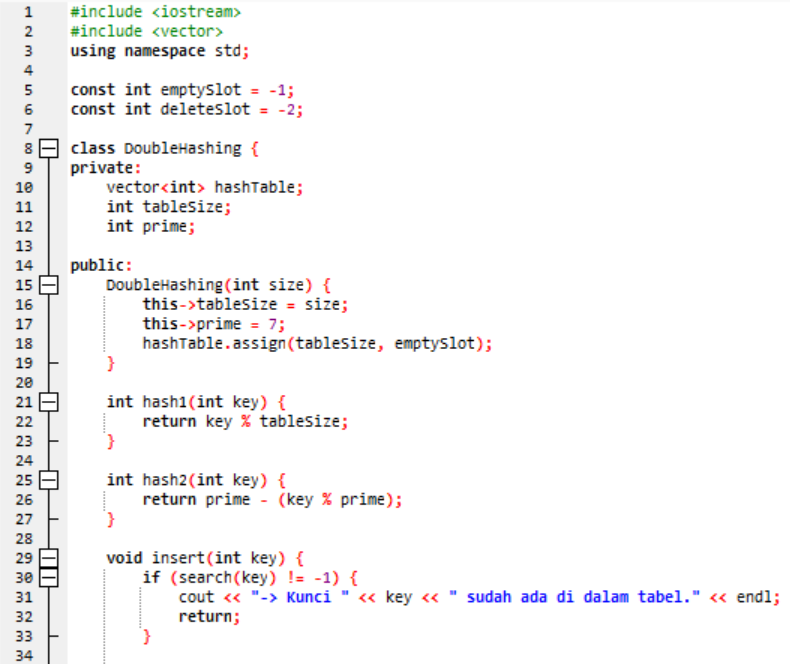 1 #include <iostream>
2 #include <vector>
3 using namespace std;
4
5 const int emptySlot = -1;
6 const int deleteSlot = -2;
7
8 class DoubleHashing {
9 private:
10     vector<int> hashTable;
11     int tableSize;
12     int prime;
13
14 public:
15     DoubleHashing(int size) {
16         this->tableSize = size;
17         this->prime = 7;
18         hashTable.assign(tableSize, emptySlot);
19     }
20
21     int hash1(int key) {
22         return key % tableSize;
23     }
24
25     int hash2(int key) {
26         return prime - (key % prime);
27     }
28
29     void insert(int key) {
30         if (search(key) != -1) {
31             cout << "-> Kunci " << key << " sudah ada di dalam tabel." << endl;
32             return;
33         }
34